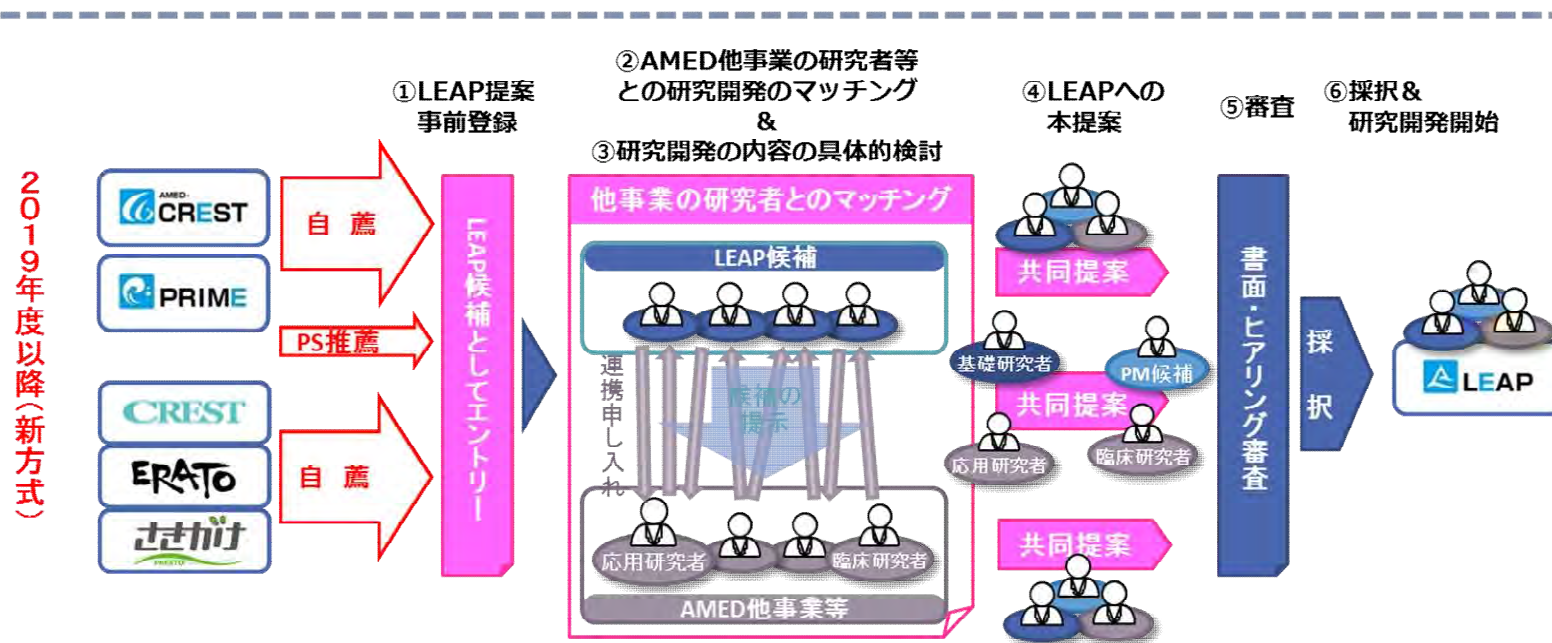 ①LEAP提案
事前登録
②AMED他事業の研究者等
との研究開発のマッチング
&
③研究開発の内容の具体的検討
④LEAPへの
本提案
⑤審査
⑥採択&
研究開発開始
2019年度以降(新方式)
AMED-
CREST
PRIME
自 薦
PS推薦
CREST
ERATO
さきがけ
PRESTO
自 薦
LEAP候補としてエントリー
他事業の研究者とのマッチング
LEAP候補
連携申し入れ
候補の
提示
応用研究者
臨床研究者
AMED他事業等
共同提案
基礎研究者
PM候補
共同提案
応用研究者
臨床研究者
共同提案
書面・ヒアリング審査
採択
LEAP